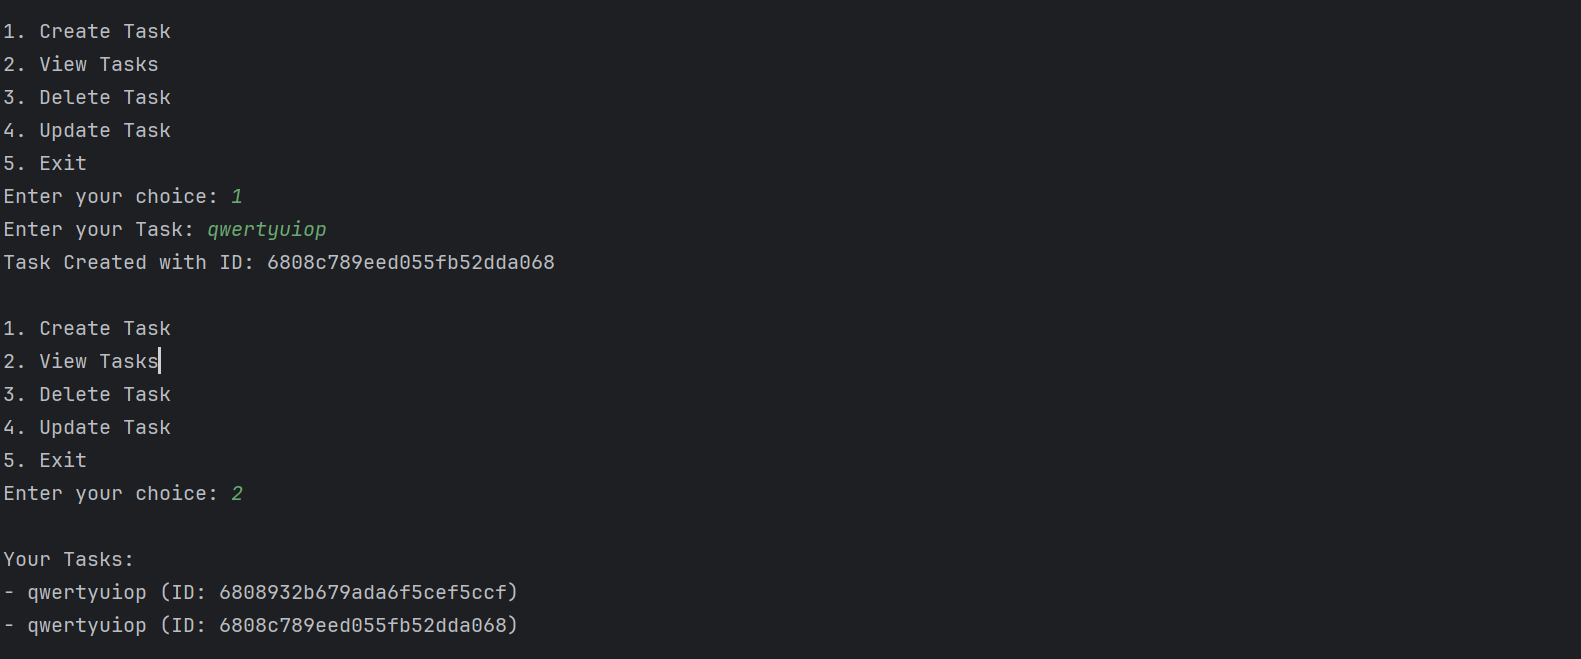 1. Create Task
2. View Tasks
3. Delete Task
4. Update Task
5. Exit
Enter your choice: 1
Enter your Task: qwertyuiop
Task Created with ID: 6808c789eed055fb52dda068
1. Create Task
2. View Tasks
3. Delete Task
4. Update Task
5. Exit
Enter your choice: 2
Your Tasks:
- qwertyuiop (ID: 6808932b679ada6f5cef5ccf)
- qwertyuiop (ID: 6808c789eed055fb52dda068)